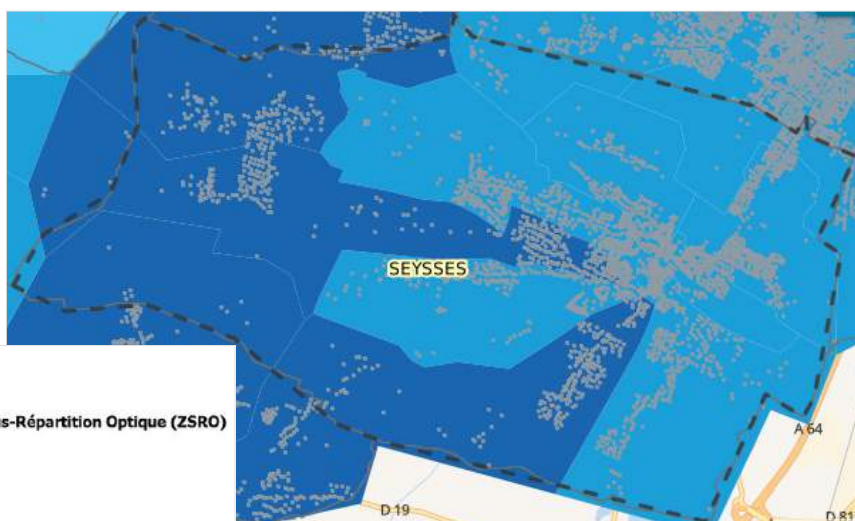 SEYSSES
s-Répartition Optique (ZSRO)
A 64
D 19
D 81